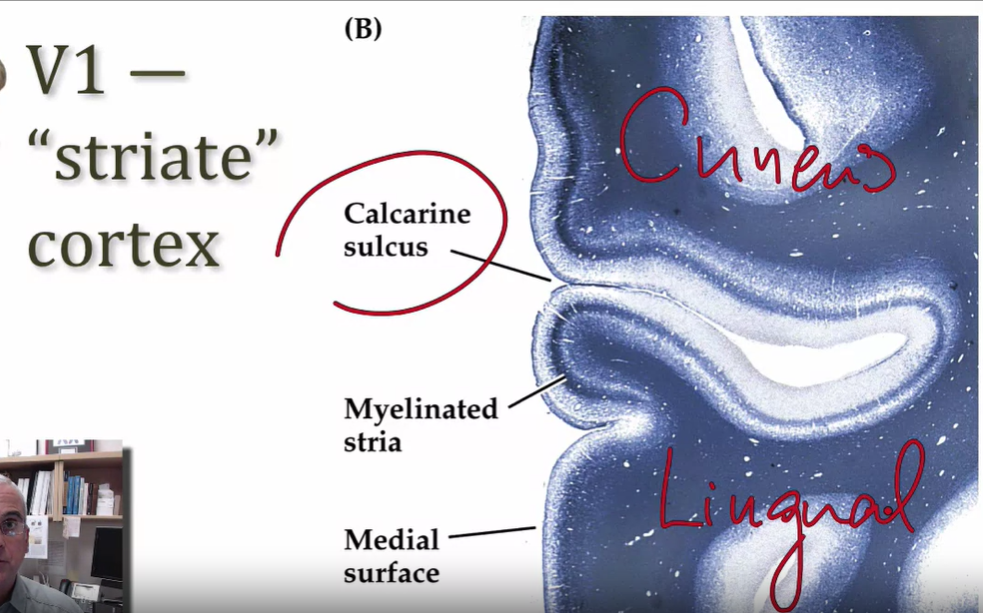 (B)
V1 —
“striate”
cortex
Calcarine
sulcus
Myelinated
stria
Medial
surface
Cuneus
Lingual